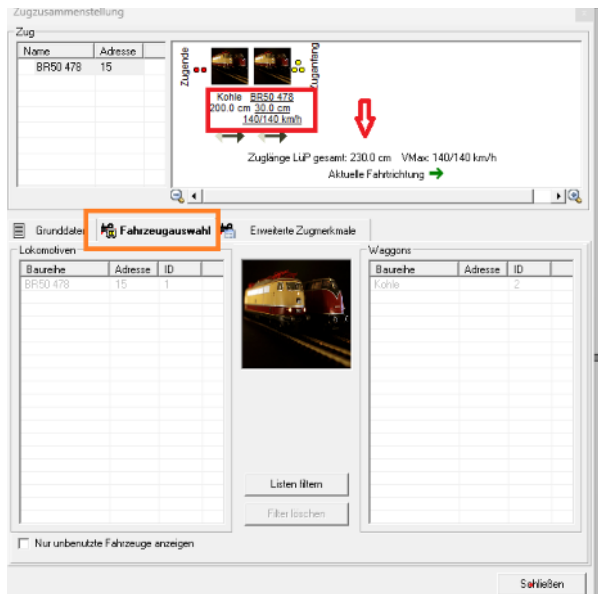 Zugzusammenstellung
Zug
Name Adresse
BR50 478 15
Zugende
Zuganfang
Kohle BR50 478
200.0 cm 30.0 cm
140/140 km/h
Zuglänge LüP gesamt: 230.0 cm VMax: 140/140 km/h
Aktuelle Fahrtrichtung
Grunddaten Fahrzeugauswahl Erweiterte Zugmerkmale
Lokomotiven
Baureihe Adresse ID
BR50 478 15 1
Waggons
Baureihe Adresse ID
Kohle 2
Listen filtern
Filter löschen
Nur unbenutzte Fahrzeuge anzeigen
Schließen